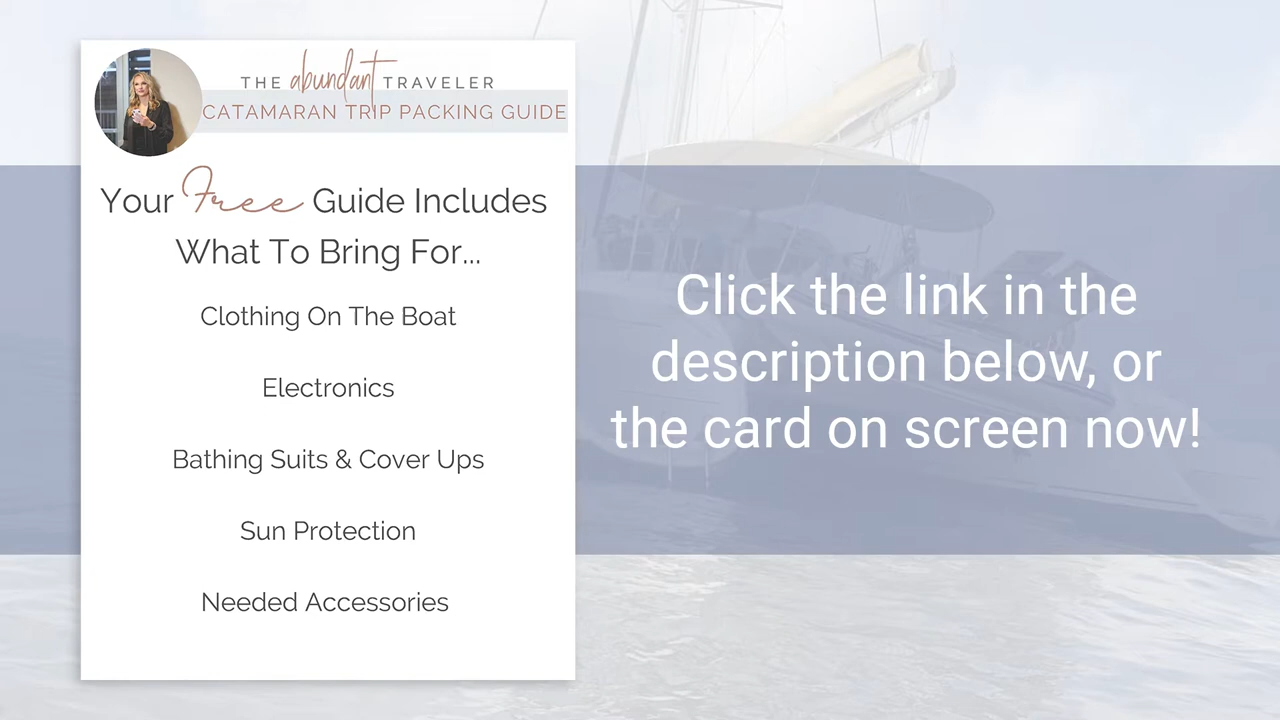 THE abundant TRAVELER
CATAMARAN TRIP PACKING GUIDE
Your Free Guide Includes
What To Bring For...
Clothing On The Boat
Electronics
Bathing Suits & Cover Ups
Sun Protection
Needed Accessories
Click the link in the
description below, or
the card on screen now!